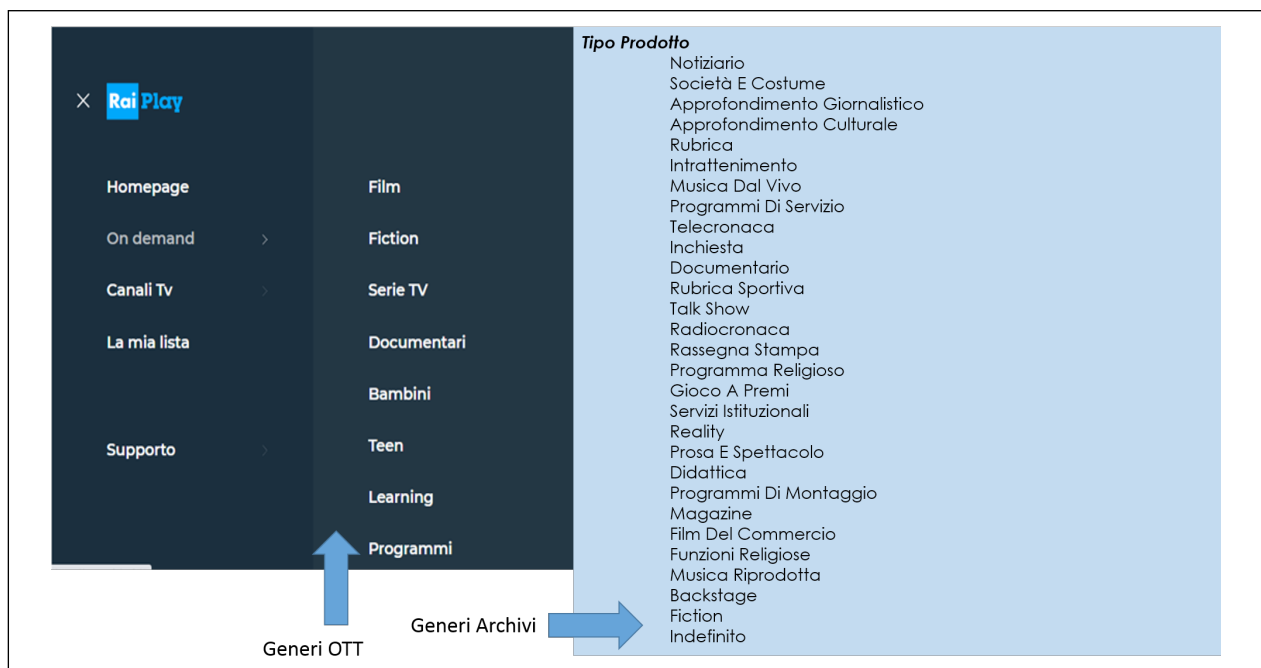 X Rai Play
Homepage
On demand >
Canali Tv >
La mia lista
Supporto >
Film
Fiction
Serie TV
Documentari
Bambini
Teen
Learning
Programmi
Tipo Prodotto
Notiziario
Società E Costume
Approfondimento Giornalistico
Approfondimento Culturale
Rubrica
Intrattenimento
Musica Dal Vivo
Programmi Di Servizio
Telecronaca
Inchiesta
Documentario
Rubrica Sportiva
Talk Show
Radiocronaca
Rassegna Stampa
Programma Religioso
Gioco A Premi
Servizi Istituzionali
Reality
Prosa E Spettacolo
Didattica
Programmi Di Montaggio
Magazine
Film Del Commercio
Funzioni Religiose
Musica Riprodotta
Backstage
Fiction
Indefinito
Generi Archivi
Generi OTT